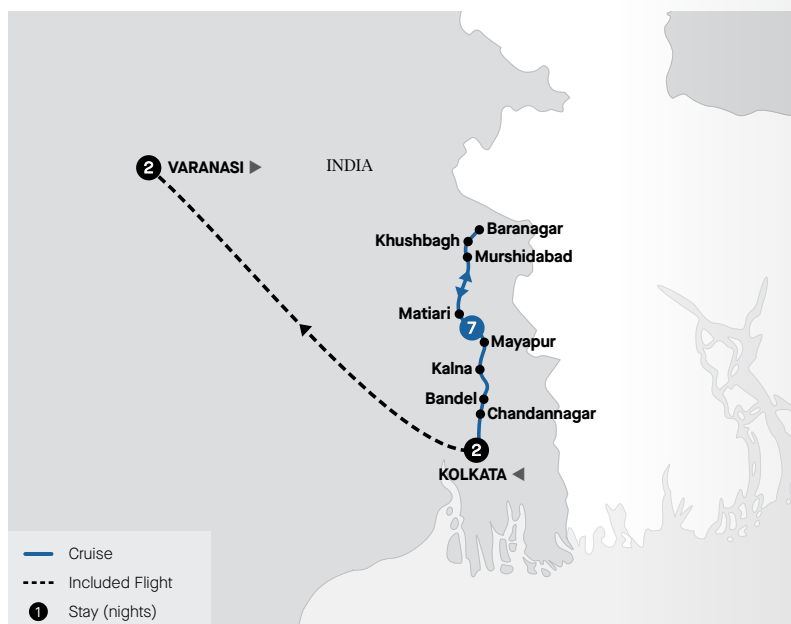 2 VARANASI
INDIA
Baranagar
Khushbagh
Murshidabad
Matiari
7
Mayapur
Kalna
Bandel
Chandannagar
2
KOLKATA
Cruise
Included Flight
1 Stay (nights)